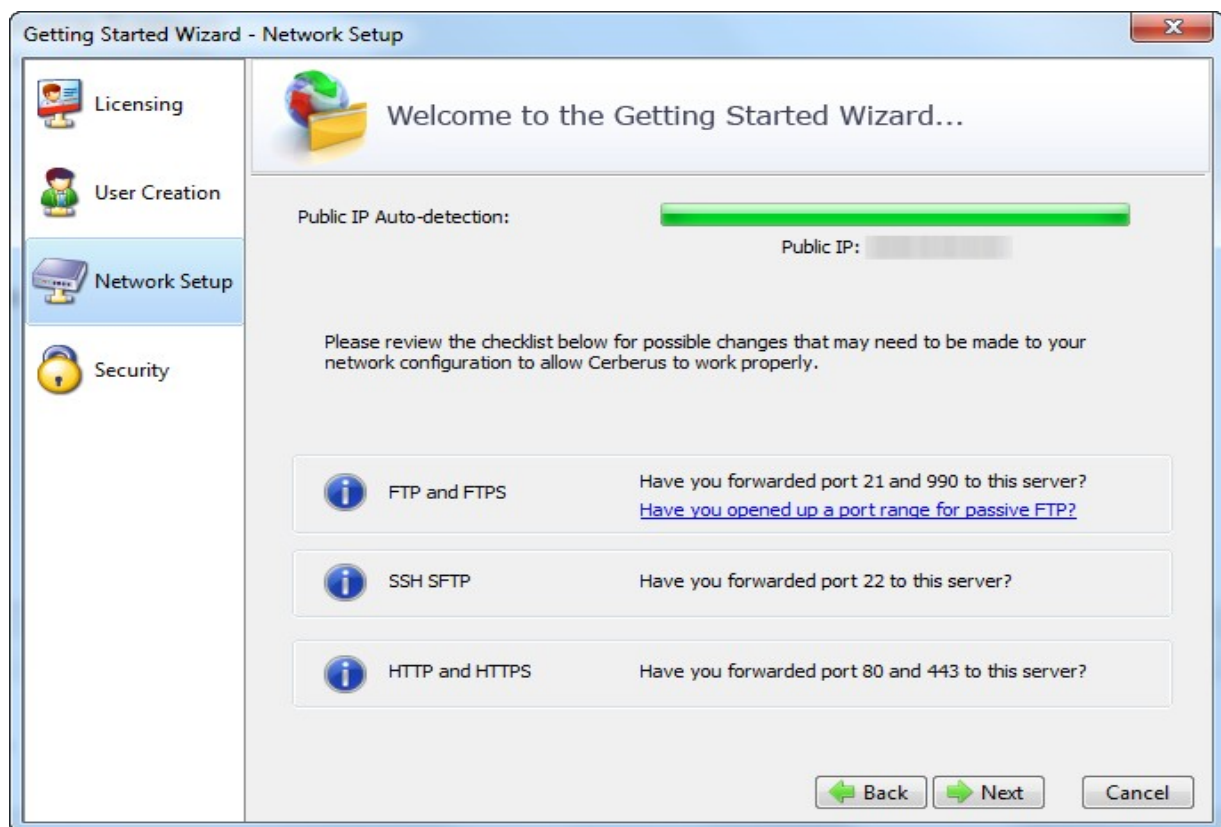 Getting Started Wizard - Network Setup
Licensing
User Creation
Network Setup
Security
Welcome to the Getting Started Wizard...
Public IP Auto-detection:
Public IP:
Please review the checklist below for possible changes that may need to be made to your
network configuration to allow Cerberus to work properly.
FTP and FTPS
Have you forwarded port 21 and 990 to this server?
Have you opened up a port range for passive FTP?
SSH SFTP
Have you forwarded port 22 to this server?
HTTP and HTTPS
Have you forwarded port 80 and 443 to this server?
Back
Next
Cancel